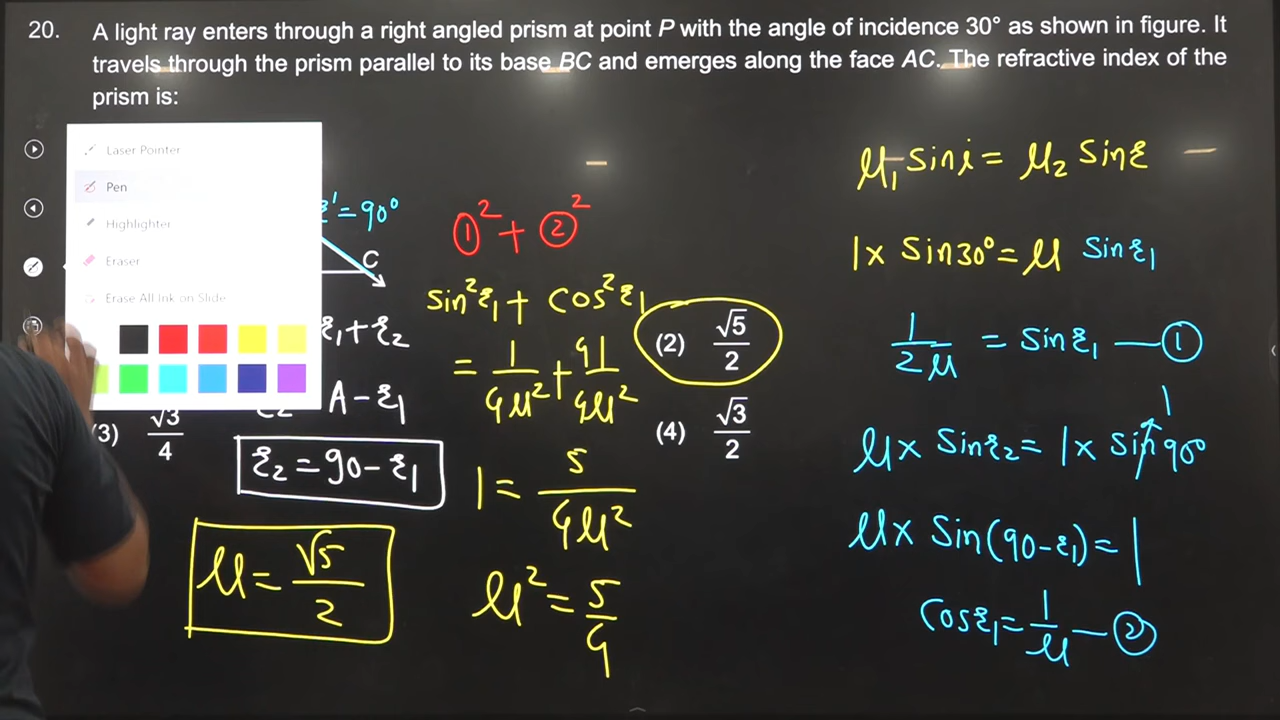 20. A light ray enters through a right angled prism at point P with the angle of incidence 30° as shown in figure. It
travels through the prism parallel to its base BC and emerges along the face AC. The refractive index of the
prism is:
Laser Pointer
Pen
Highlighter
Eraser
Erase All Ink on Slide
r' = 90°
C
r₁ + r₂
A - r₁
r₂ = 90 - r₁
(3) √3/4
μ = √5/2
①² + ②²
sin²r₁ + cos²r₁
= 1/4μ² + 41/4μ²
1 = 5/4μ²
μ² = 5/4
(2) √5/2
(4) √3/2
μ₁ sin i = μ₂ sin r
1 x sin 30° = μ sin r₁
1/2μ = sin r₁ — ①
1
μ x sin r₂ = 1 x sin 90°
μ x sin(90 - r₁) = 1
cos r₁ = 1/μ — ②